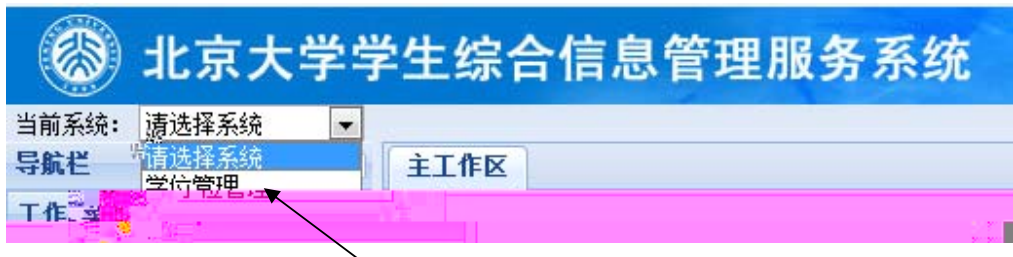 北京大学学生综合信息管理服务系统
当前系统： 请选择系统
导航栏 请选择系统 主工作区
学位管理
工作